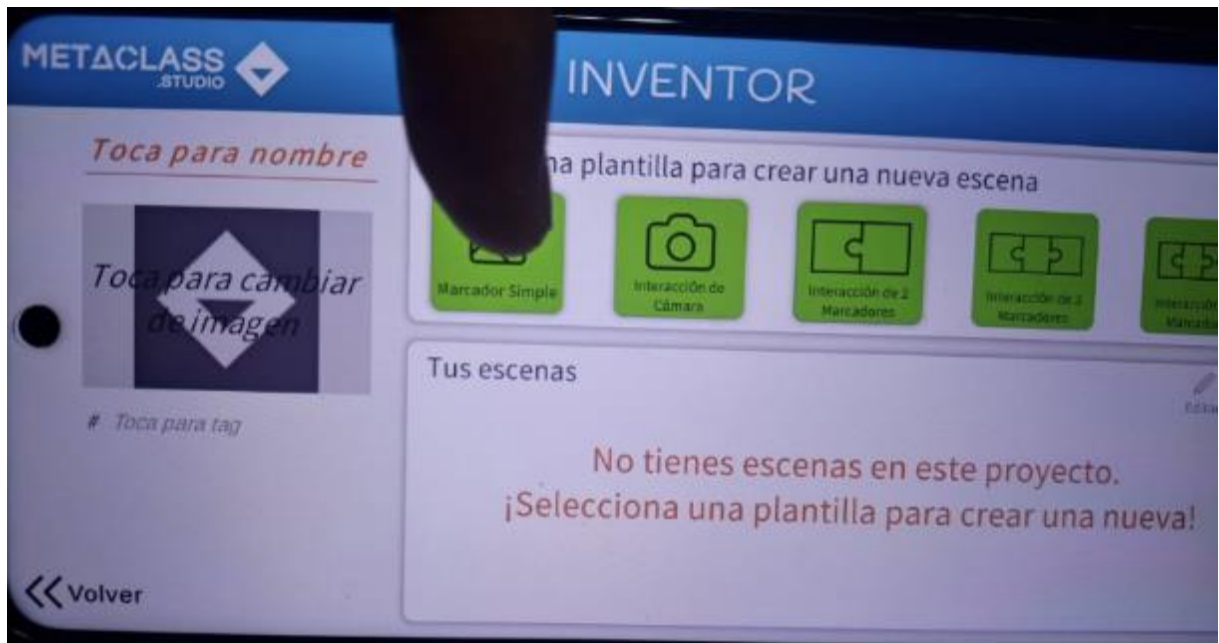 METACLASS
.STUDIO
INVENTOR
Toca para nombre
na plantilla para crear una nueva escena
Toca para cambiar
de imagen
# Toca para tag
Marcador Simple
Interacción de
Cámara
Interacción de 2
Marcadores
Interacción de
Marcadores
Tus escenas
No tienes escenas en este proyecto.
¡Selecciona una plantilla para crear una nueva!
Volver